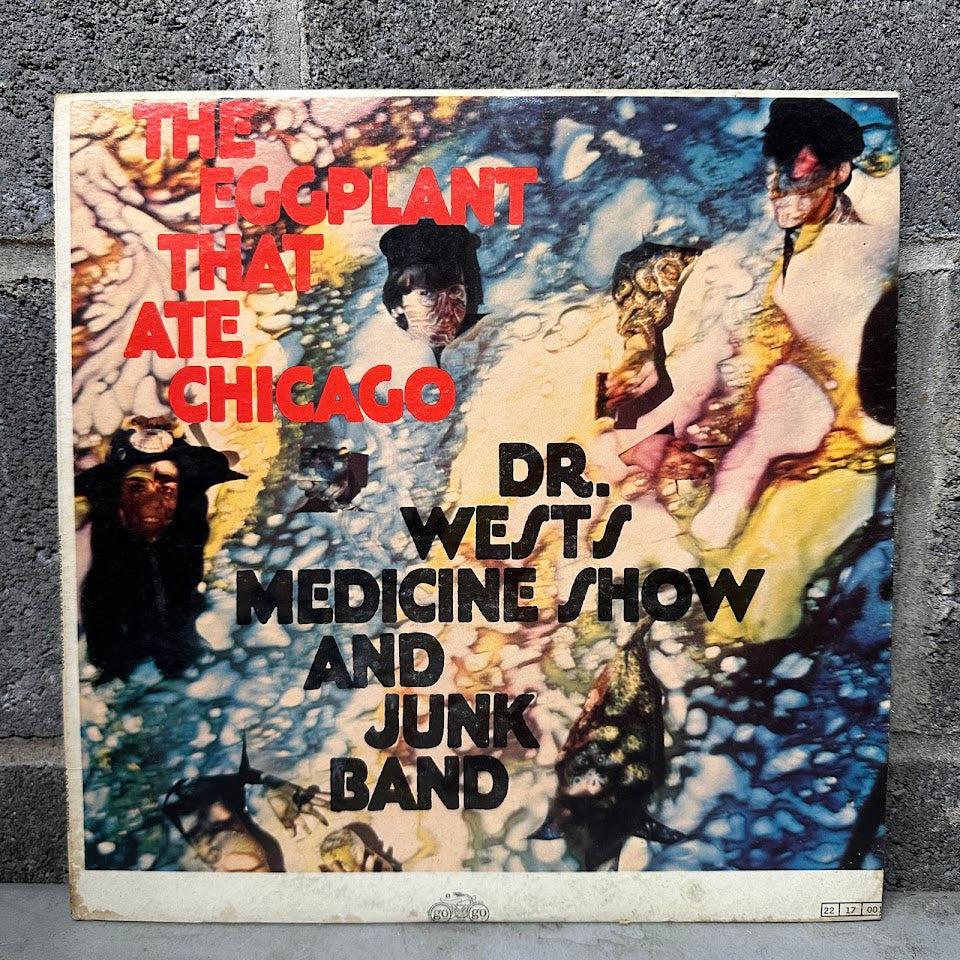 THE
EGGPLANT
THAT
ATE
CHICAGO
DR.
WESTS
MEDICINE SHOW
AND
JUNK
BAND
go go
22 17 001